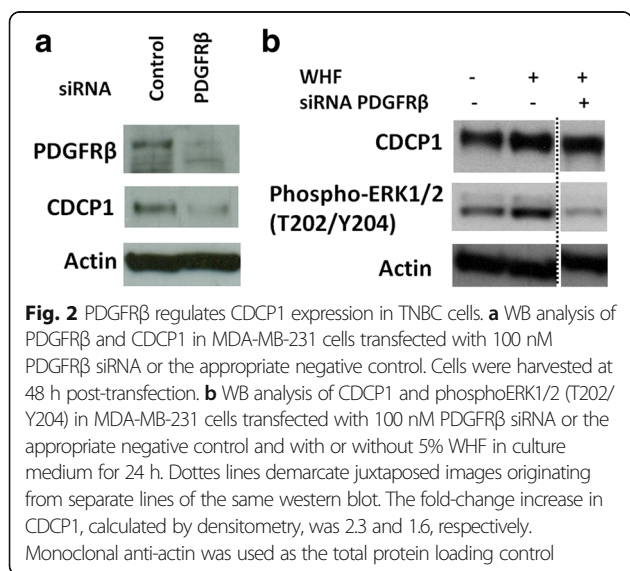 a
b
siRNA
Control
PDGFRβ
PDGFRβ
CDCP1
Actin
WHF - + +
siRNA PDGFRβ - - +
CDCP1
Phospho-ERK1/2
(T202/Y204)
Actin
Fig. 2 PDGFRβ regulates CDCP1 expression in TNBC cells. a WB analysis of
PDGFRβ and CDCP1 in MDA-MB-231 cells transfected with 100 nM
PDGFRβ siRNA or the appropriate negative control. Cells were harvested at
48 h post-transfection. b WB analysis of CDCP1 and phosphoERK1/2 (T202/
Y204) in MDA-MB-231 cells transfected with 100 nM PDGFRβ siRNA or the
appropriate negative control and with or without 5% WHF in culture
medium for 24 h. Dottes lines demarcate juxtaposed images originating
from separate lines of the same western blot. The fold-change increase in
CDCP1, calculated by densitometry, was 2.3 and 1.6, respectively.
Monoclonal anti-actin was used as the total protein loading control